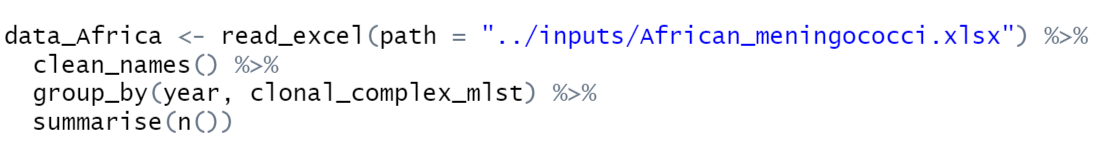 data_Africa <- read_excel(path = "../inputs/African_meningococci.xlsx") %>%
  clean_names() %>%
  group_by(year, clonal_complex_mlst) %>%
  summarise(n())